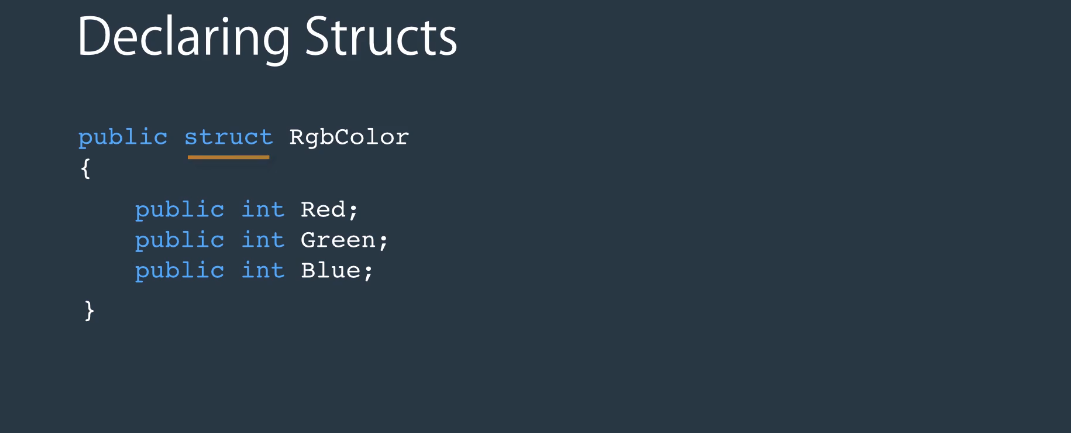 Declaring Structs
public struct RgbColor
{
public int Red;
public int Green;
public int Blue;
}